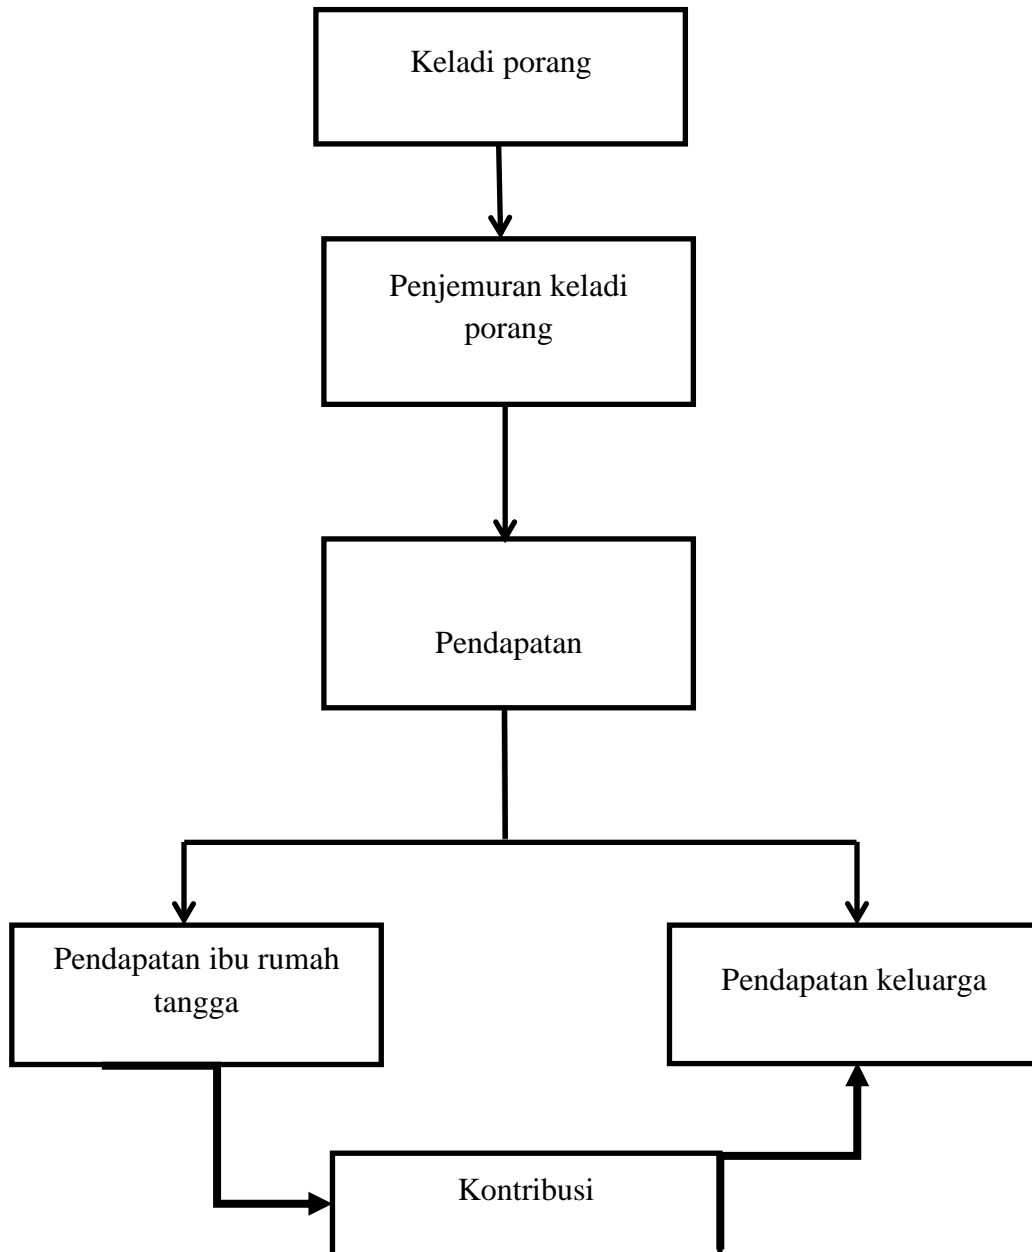 Keladi porang
Penjemuran keladi
porang
Pendapatan
Pendapatan ibu rumah
tangga
Pendapatan keluarga
Kontribusi